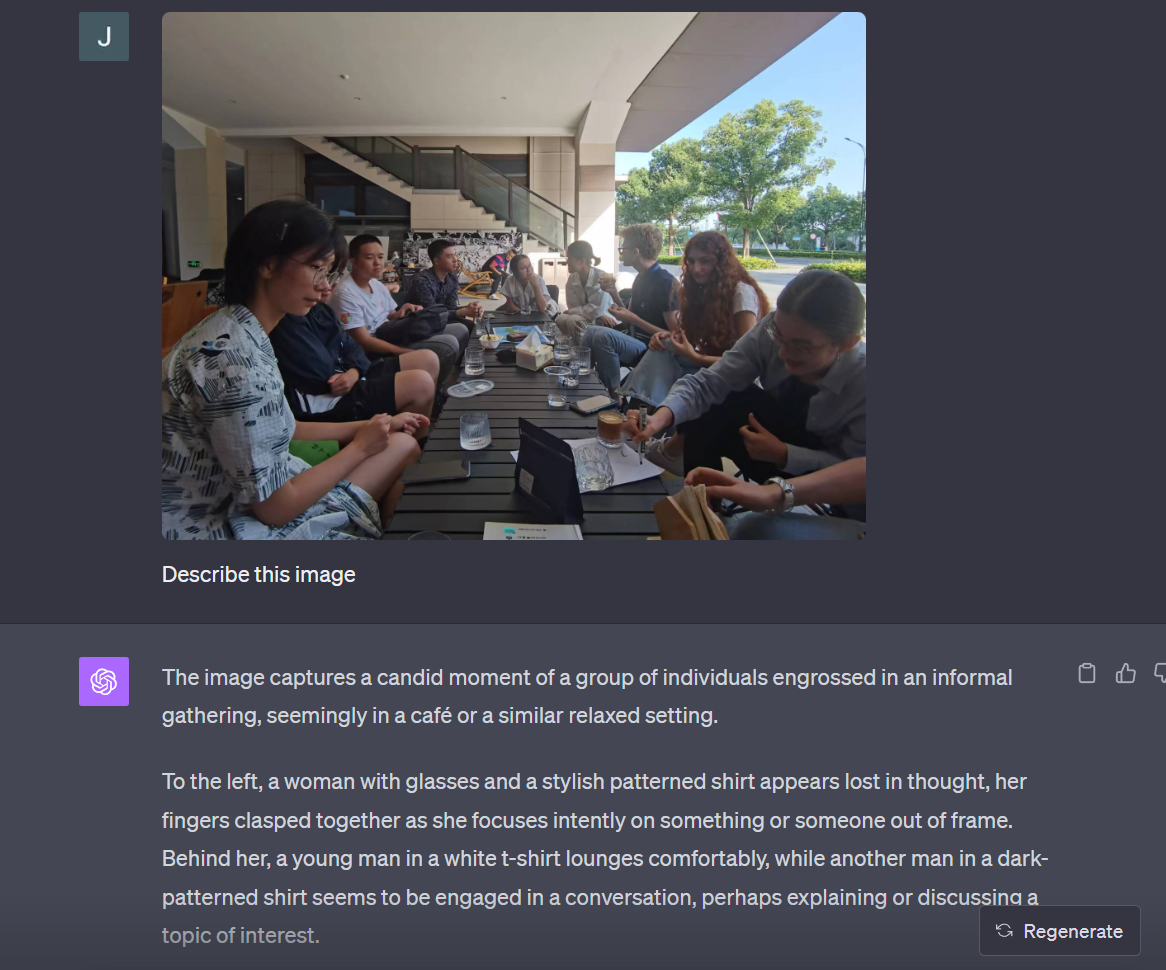 J
Describe this image
The image captures a candid moment of a group of individuals engrossed in an informal
gathering, seemingly in a café or a similar relaxed setting.
To the left, a woman with glasses and a stylish patterned shirt appears lost in thought, her
fingers clasped together as she focuses intently on something or someone out of frame.
Behind her, a young man in a white t-shirt lounges comfortably, while another man in a dark-
patterned shirt seems to be engaged in a conversation, perhaps explaining or discussing a
topic of interest.
Regenerate